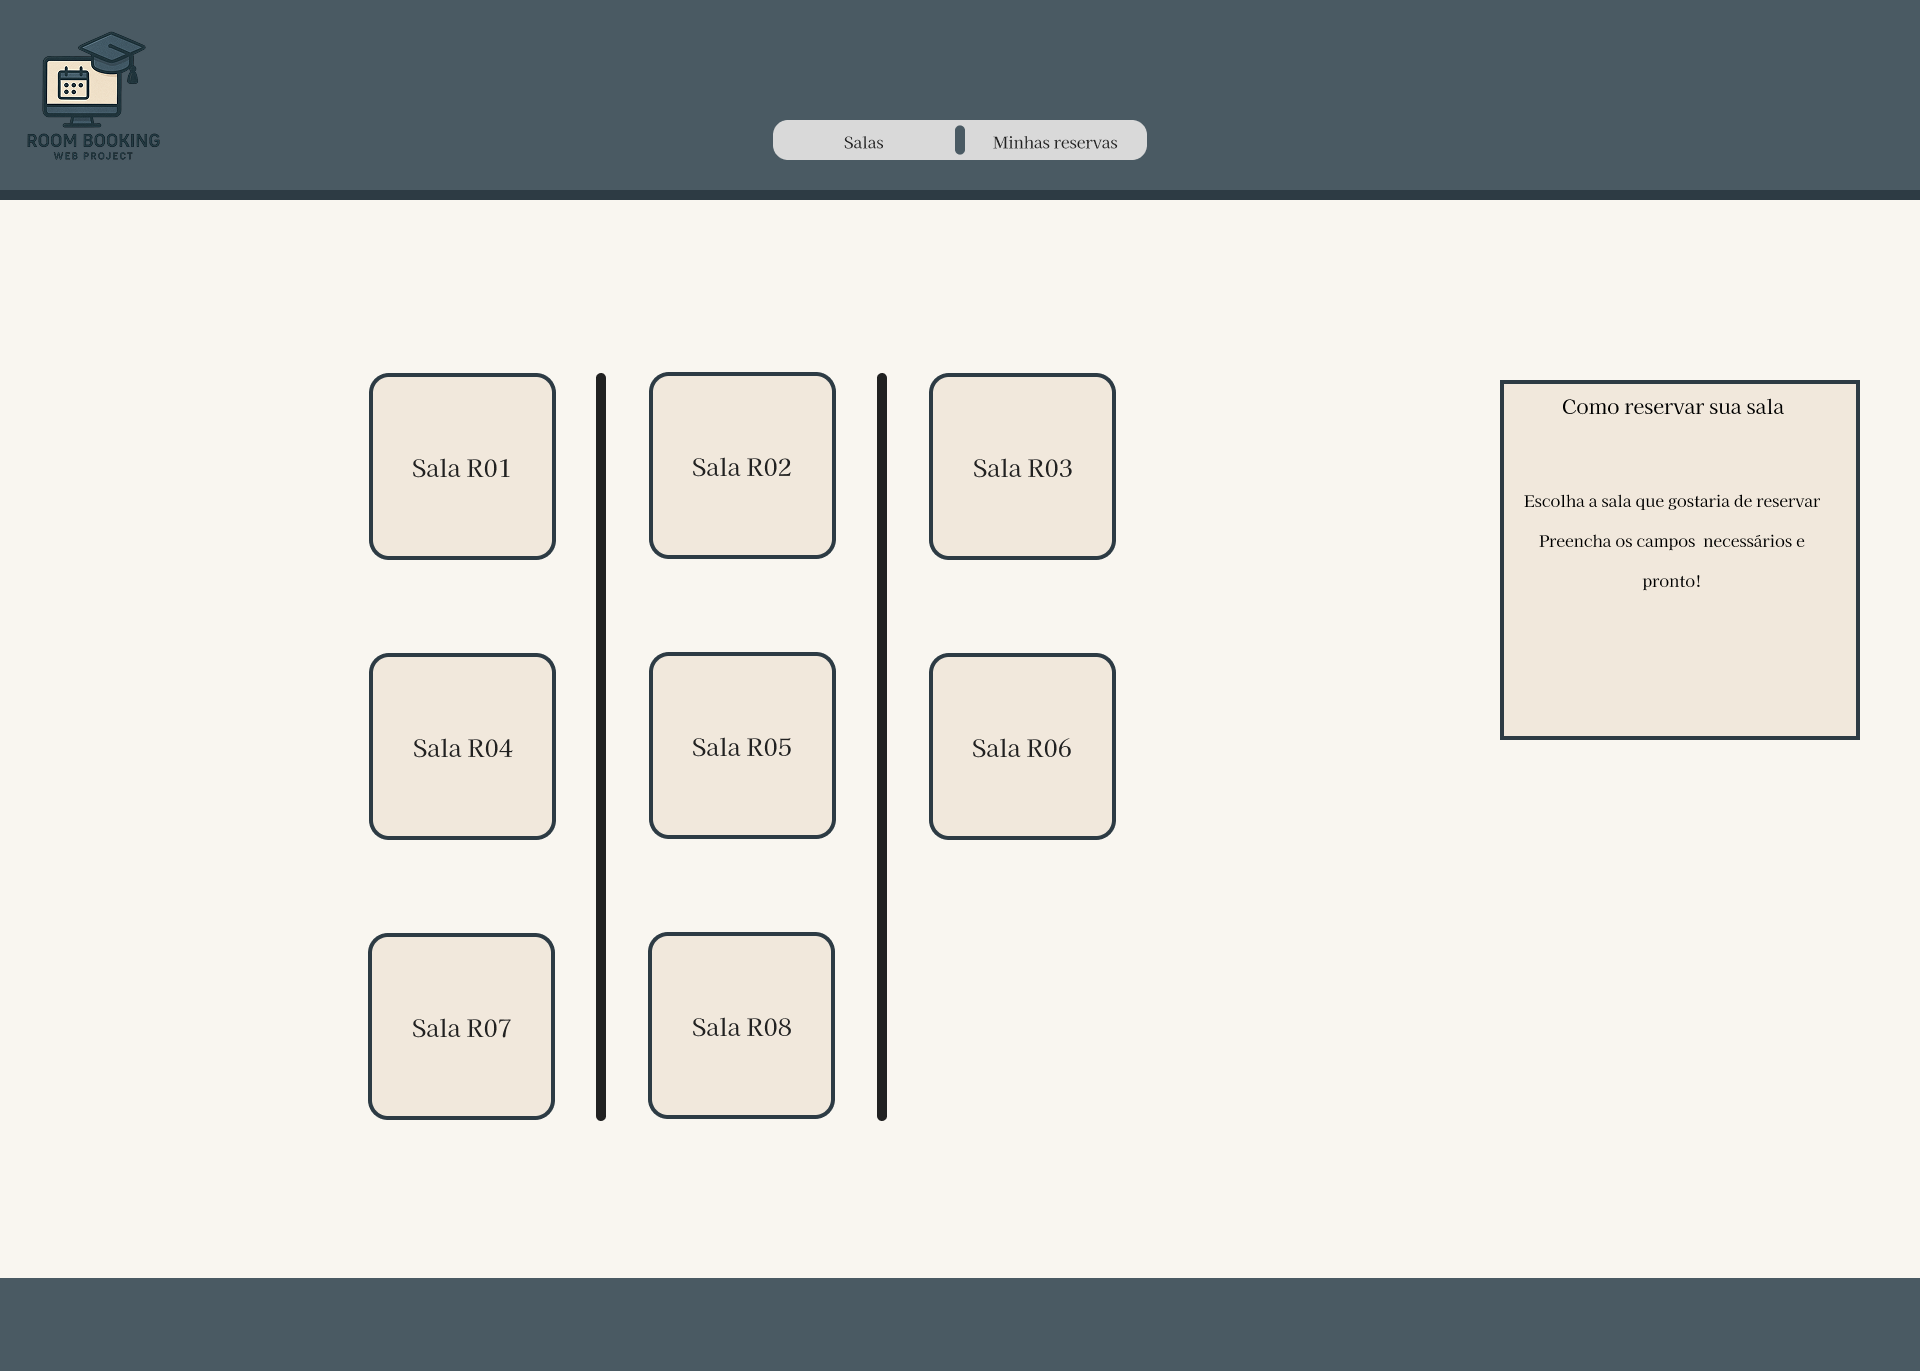 ROOM BOOKING
WEB PROJECT
Salas
Minhas reservas
Sala R01
Sala R02
Sala R03
Como reservar sua sala
Escolha a sala que gostaria de reservar
Preencha os campos  necessários e
pronto!
Sala R04
Sala R05
Sala R06
Sala R07
Sala R08